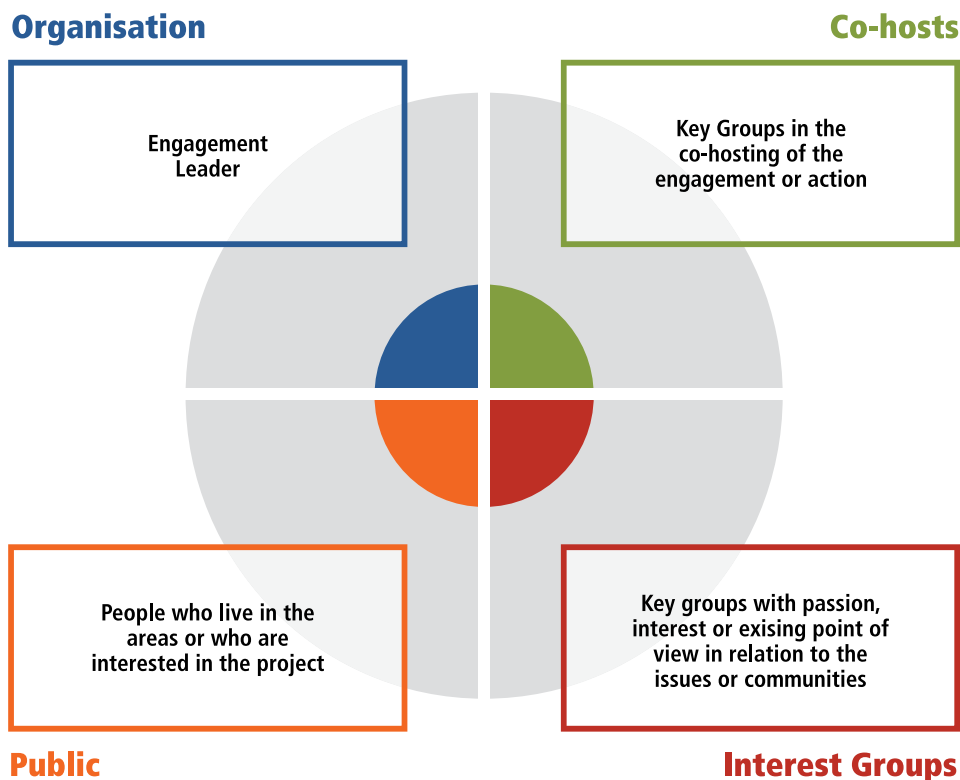 Organisation
Co-hosts
Engagement
Leader
Key Groups in the
co-hosting of the
engagement or action
People who live in the
areas or who are
interested in the project
Key groups with passion,
interest or exising point of
view in relation to the
issues or communities
Public
Interest Groups